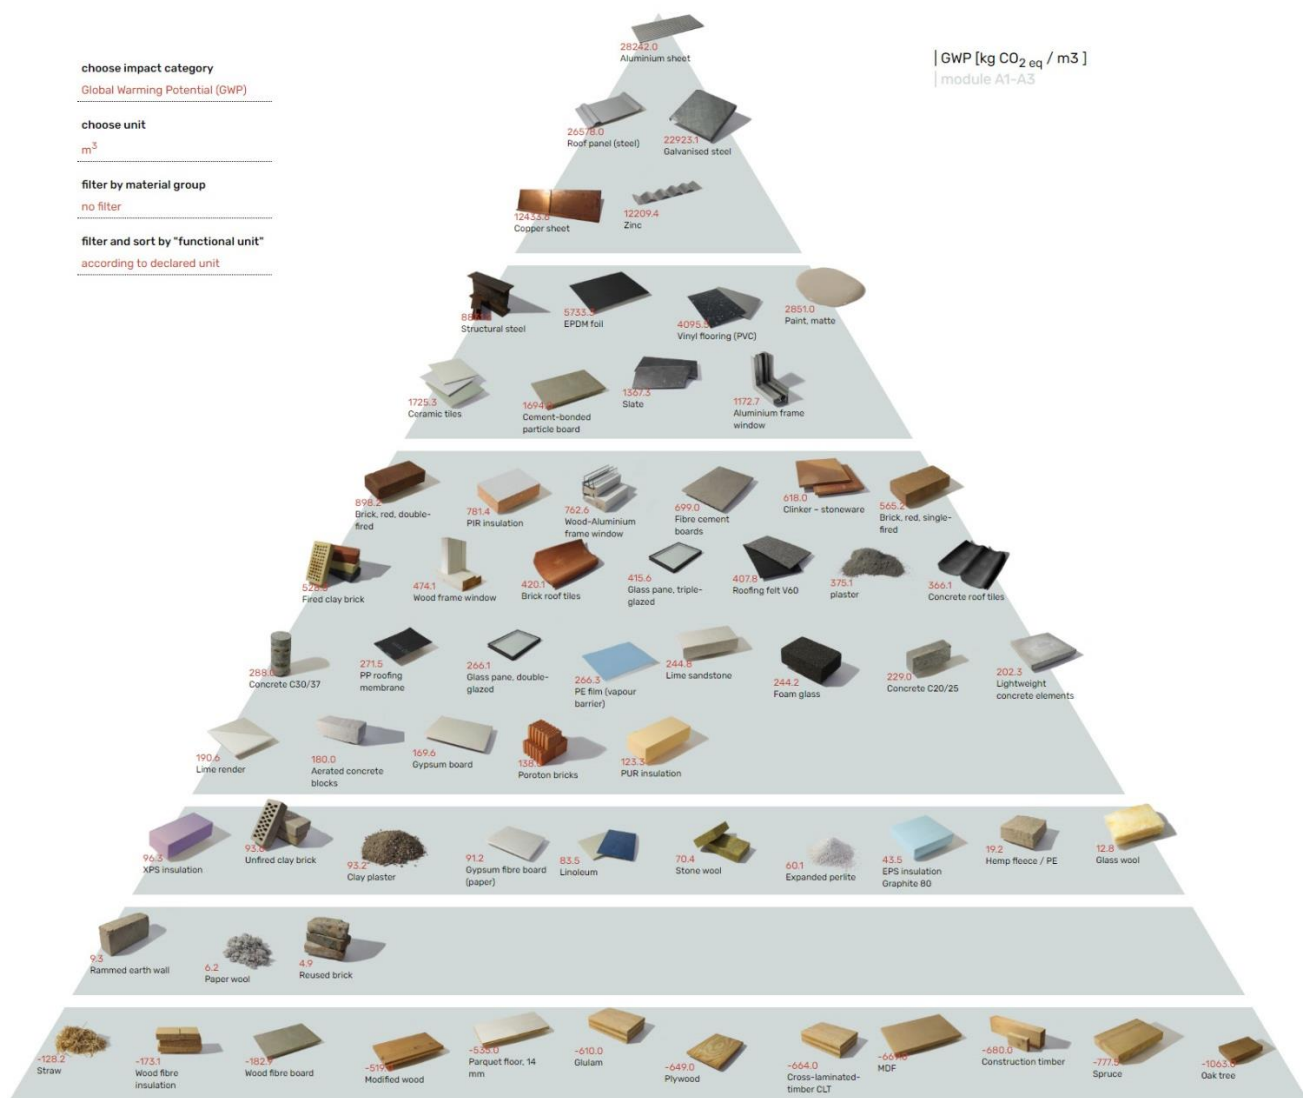 28242.0
Aluminium sheet
choose impact category
Global Warming Potential (GWP)
choose unit
m3
filter by material group
no filter
filter and sort by "functional unit"
according to declared unit
| GWP [kg CO2 eq / m3 ]
| module A1-A3
26578.0
Roof panel (steel)
22923.1
Galvanised steel
Copper sheet
12209.4
Zinc
Structural steel
EPDM foil
Vinyl flooring (PVC)
2851.0
Paint, matte
1725.3
Ceramic tiles
Cement-bonded
particle board
1367.3
Slate
1172.7
Aluminium frame
window
898.2
Brick, red, double-
fired
781.4
PIR insulation
762.6
Wood-Aluminium
frame window
699.0
Fibre cement
boards
618.0
Clinker – stoneware
565.2
Brick, red, single-
fired
Fired clay brick
474.1
Wood frame window
420.1
Brick roof tiles
415.6
Glass pane, triple-
glazed
407.8
Roofing felt V60
375.1
plaster
366.1
Concrete roof tiles
Concrete C30/37
271.5
PP roofing
membrane
266.1
Glass pane, double-
glazed
266.3
PE film (vapour
barrier)
244.8
Lime sandstone
244.2
Foam glass
229.0
Concrete C20/25
202.3
Lightweight
concrete elements
190.6
Lime render
180.0
Aerated concrete
blocks
169.6
Gypsum board
Poroton bricks
123.3
PUR insulation
96.3
XPS insulation
Unfired clay brick
93.2
Clay plaster
91.2
Gypsum fibre board
(paper)
83.5
Linoleum
70.4
Stone wool
60.1
Expanded perlite
43.5
EPS insulation
Graphite 80
19.2
Hemp fleece / PE
12.8
Glass wool
9.3
Rammed earth wall
6.2
Paper wool
4.9
Reused brick
-128.2
Straw
-173.1
Wood fibre
insulation
-182.9
Wood fibre board
Modified wood
-535.0
Parquet floor, 14
mm
-610.0
Glulam
-649.0
Plywood
-664.0
Cross-laminated-
timber CLT
MDF
-680.0
Construction timber
-777.5
Spruce
Oak tree